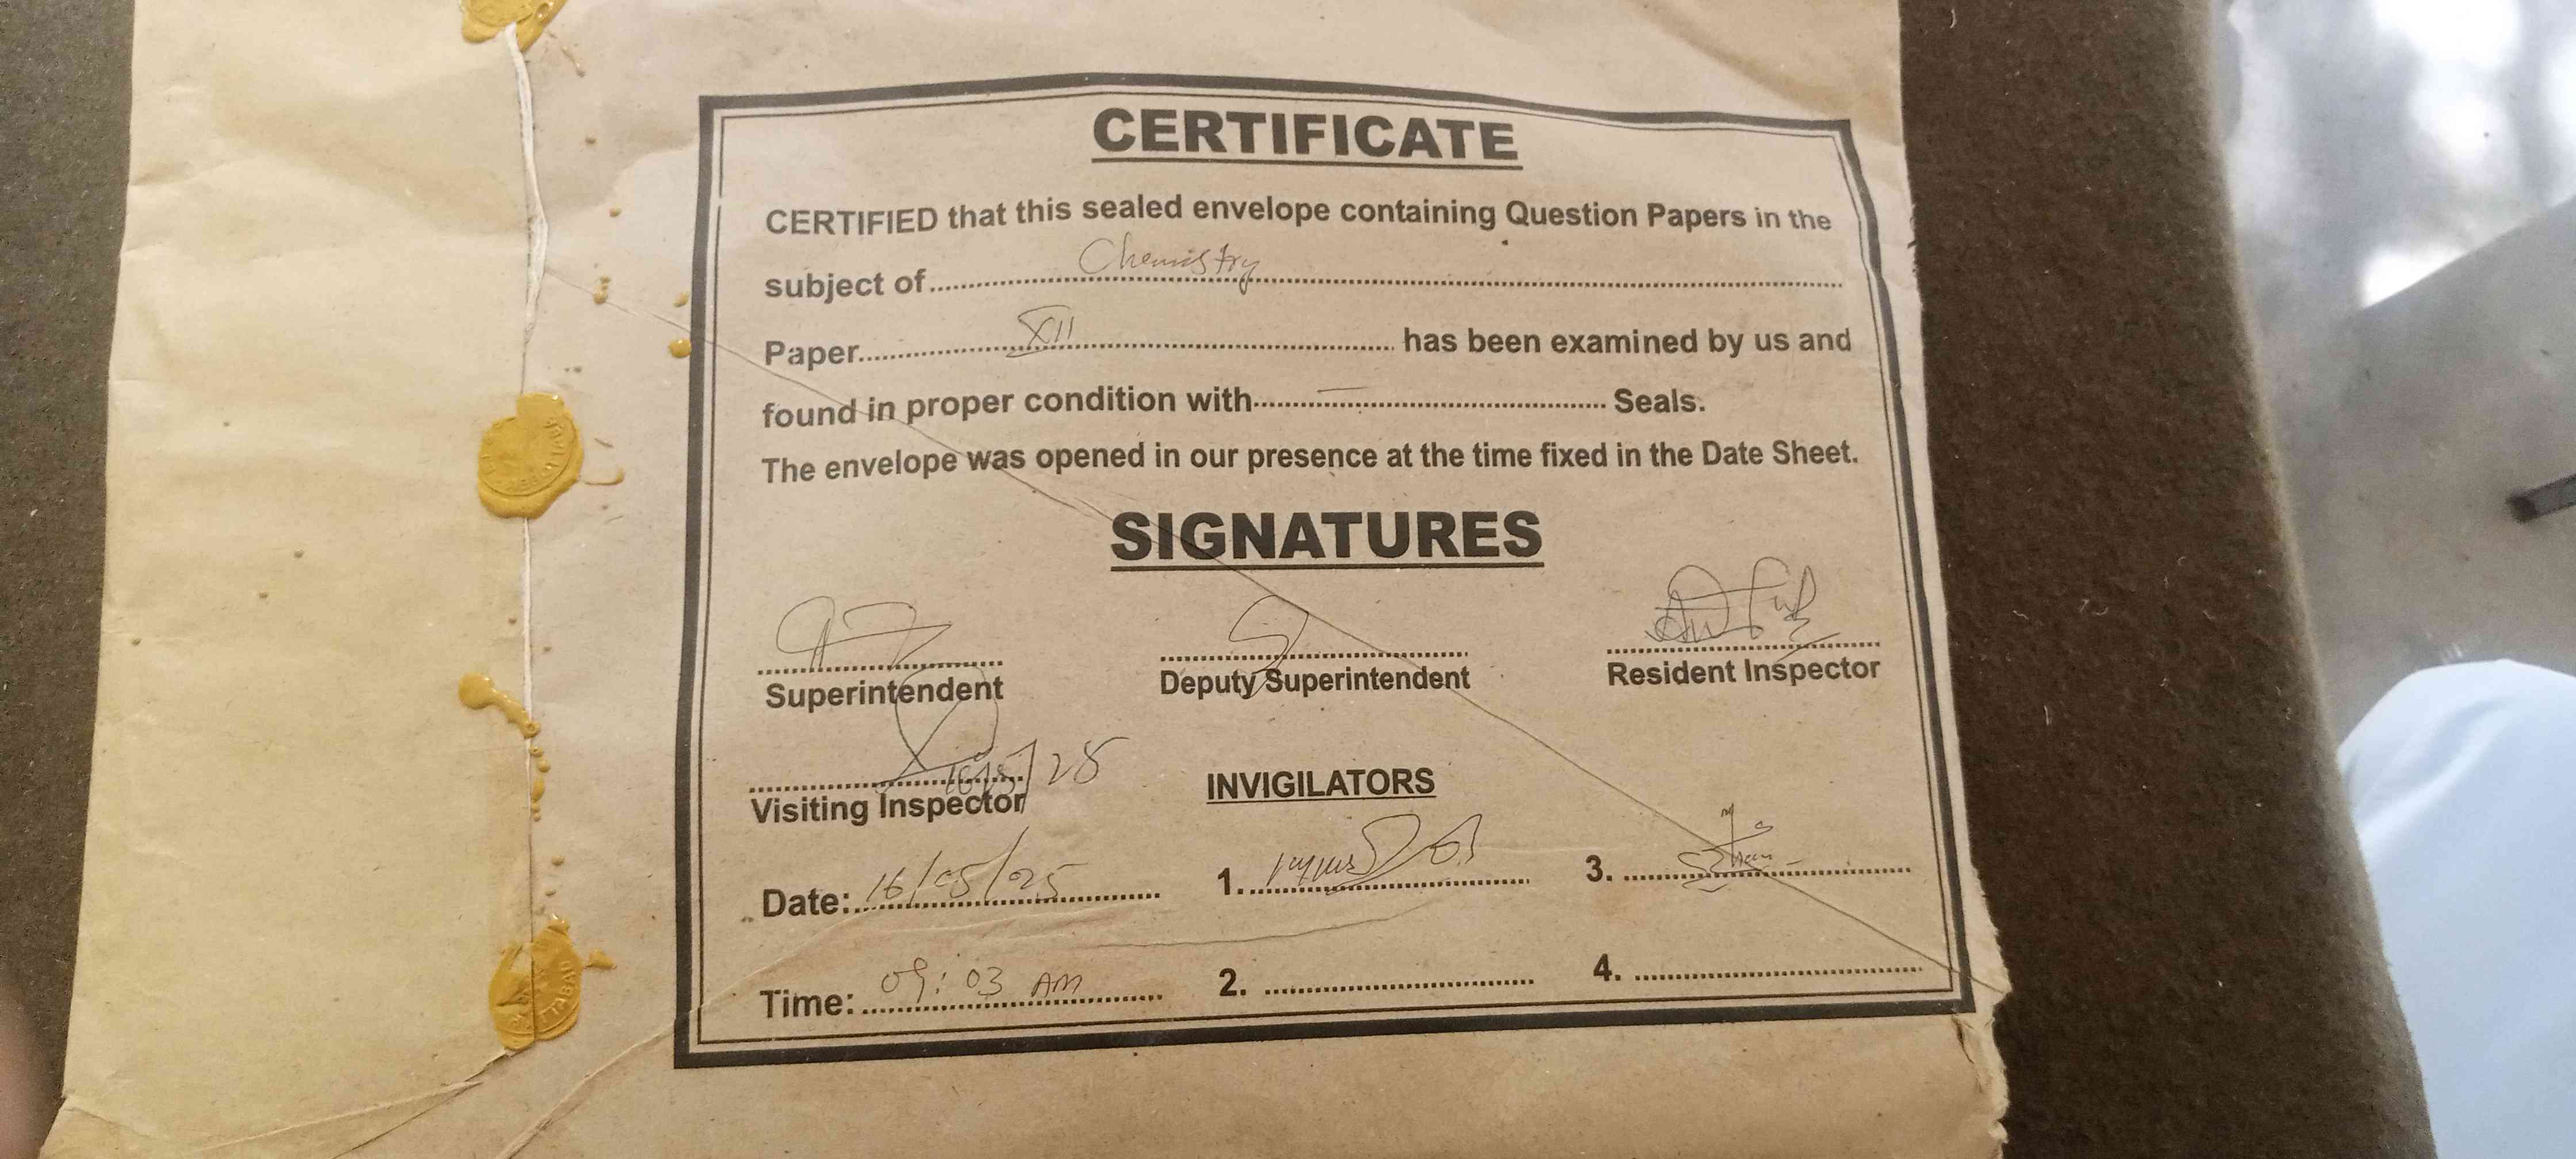 CERTIFICATE
CERTIFIED that this sealed envelope containing Question Papers in the
subject of Chemistry
Paper XII has been examined by us and
found in proper condition with — Seals.
The envelope was opened in our presence at the time fixed in the Date Sheet.
SIGNATURES
Superintendent Deputy Superintendent Resident Inspector
Visiting Inspector INVIGILATORS
Date: 16/05/25 1. 3.
Time: 09:03 AM 2. 4.